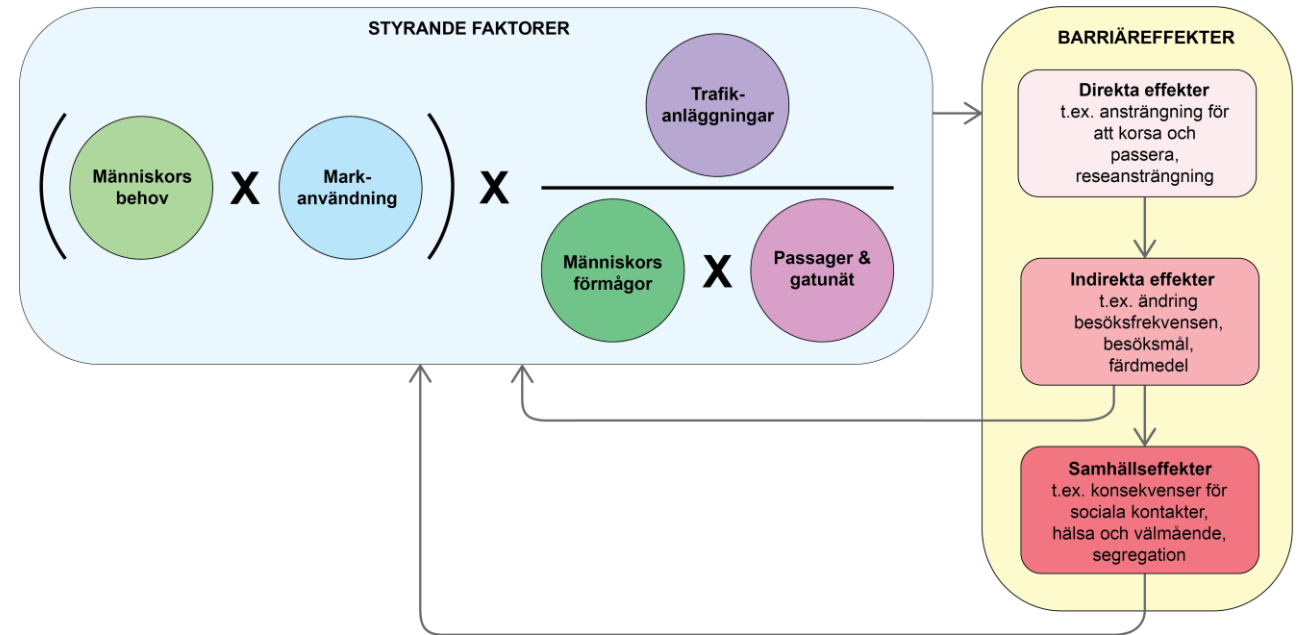 STYRANDE FAKTORER
(
Människors
behov
X
Mark-
användning
)
X
Trafik-
anläggningar
Människors
förmågor
X
Passager &
gatunät
BARRIÄREFFEKTER
Direkta effekter
t.ex. ansträngning för
att korsa och
passera,
reseansträngning
Indirekta effekter
t.ex. ändring
besöksfrekvensen,
besöksmål,
färdmedel
Samhällseffekter
t.ex. konsekvenser för
sociala kontakter,
hälsa och välmående,
segregation